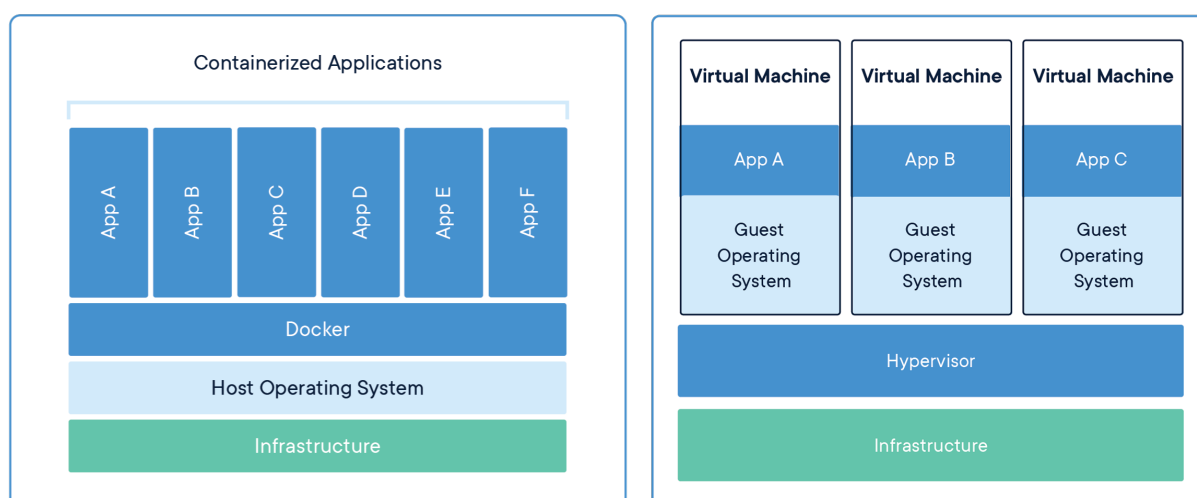 Containerized Applications
App A
App B
App C
App D
App E
App F
Docker
Host Operating System
Infrastructure
Virtual Machine
App A
Guest
Operating
System
Virtual Machine
App B
Guest
Operating
System
Virtual Machine
App C
Guest
Operating
System
Hypervisor
Infrastructure